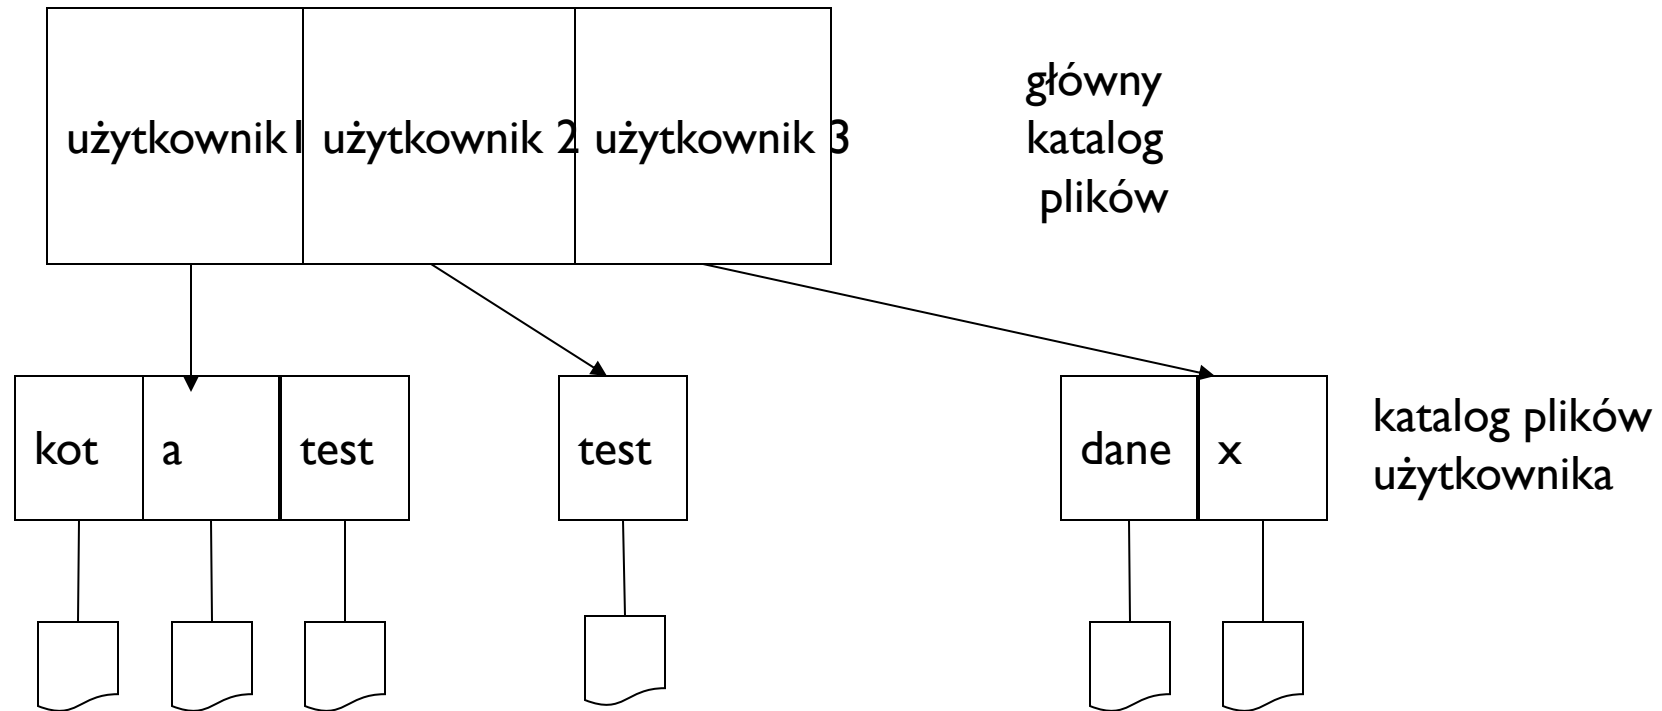 użytkownik1 użytkownik 2 użytkownik 3
główny
katalog
plików
kot a test test dane x
katalog plików
użytkownika